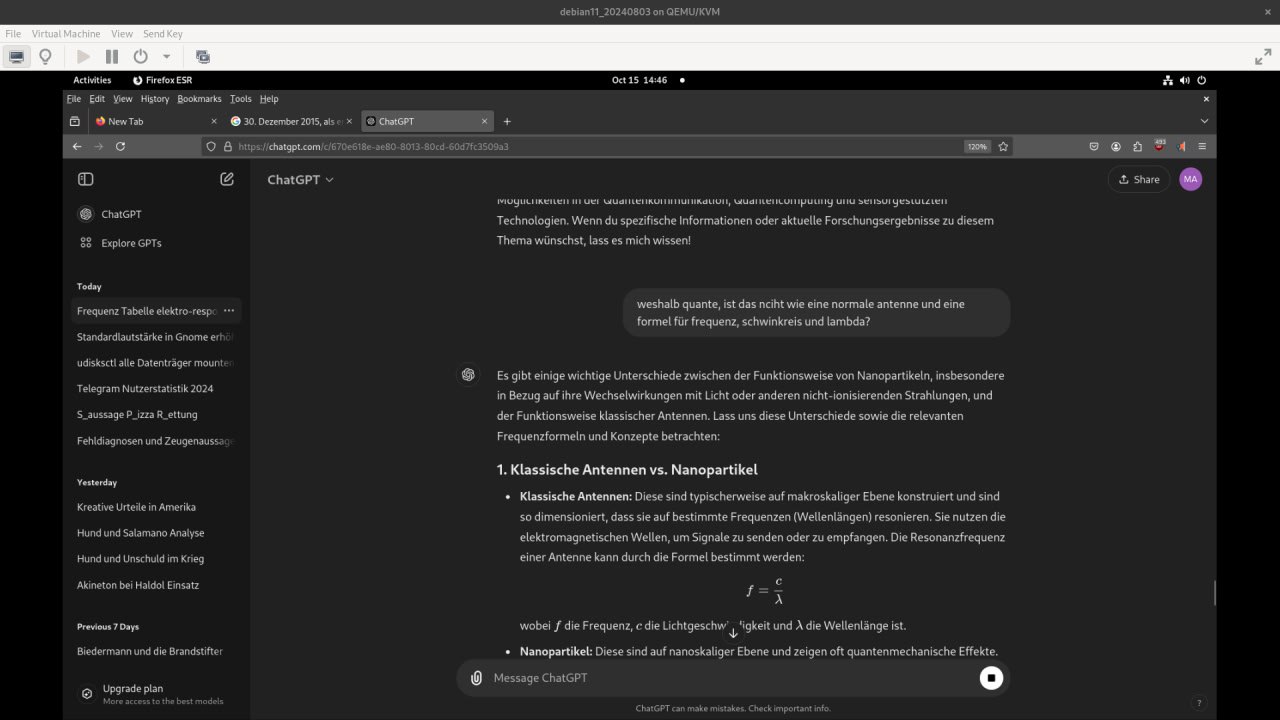 debian11_20240803 on QEMU/KVM
File Virtual Machine View Send Key
Activities Firefox ESR Oct 15 14:46
File Edit View History Bookmarks Tools Help
New Tab 30. Dezember 2015, als e ChatGPT
https://chatgpt.com/c/670e618e-ae80-8013-80cd-60d7fc3509a3 120% 493
ChatGPT Share MA
ChatGPT
Explore GPTs
Today
Frequenz Tabelle elektro-respo
Standardlautstärke in Gnome erhö
udisksctl alle Datenträger mounten
Telegram Nutzerstatistik 2024
S_aussage P_izza R_ettung
Fehldiagnosen und Zeugenaussage
Yesterday
Kreative Urteile in Amerika
Hund und Salamano Analyse
Hund und Unschuld im Krieg
Akineton bei Haldol Einsatz
Previous 7 Days
Biedermann und die Brandstifter
Upgrade plan
More access to the best models
Möglichkeiten in der Quantenkommunikation, Quantencomputing und sensorgestützten
Technologien. Wenn du spezifische Informationen oder aktuelle Forschungsergebnisse zu diesem
Thema wünschst, lass es mich wissen!
weshalb quante, ist das nciht wie eine normale antenne und eine
formel für frequenz, schwinkreis und lambda?
Es gibt einige wichtige Unterschiede zwischen der Funktionsweise von Nanopartikeln, insbesondere
in Bezug auf ihre Wechselwirkungen mit Licht oder anderen nicht-ionisierenden Strahlungen, und
der Funktionsweise klassischer Antennen. Lass uns diese Unterschiede sowie die relevanten
Frequenzformeln und Konzepte betrachten:
1. Klassische Antennen vs. Nanopartikel
• Klassische Antennen: Diese sind typischerweise auf makroskaliger Ebene konstruiert und sind
so dimensioniert, dass sie auf bestimmte Frequenzen (Wellenlängen) resonieren. Sie nutzen die
elektromagnetischen Wellen, um Signale zu senden oder zu empfangen. Die Resonanzfrequenz
einer Antenne kann durch die Formel bestimmt werden:
f = c/λ
wobei f die Frequenz, c die Lichtgeschwindigkeit und λ die Wellenlänge ist.
• Nanopartikel: Diese sind auf nanoskaliger Ebene und zeigen oft quantenmechanische Effekte.
Message ChatGPT
ChatGPT can make mistakes. Check important info.
?